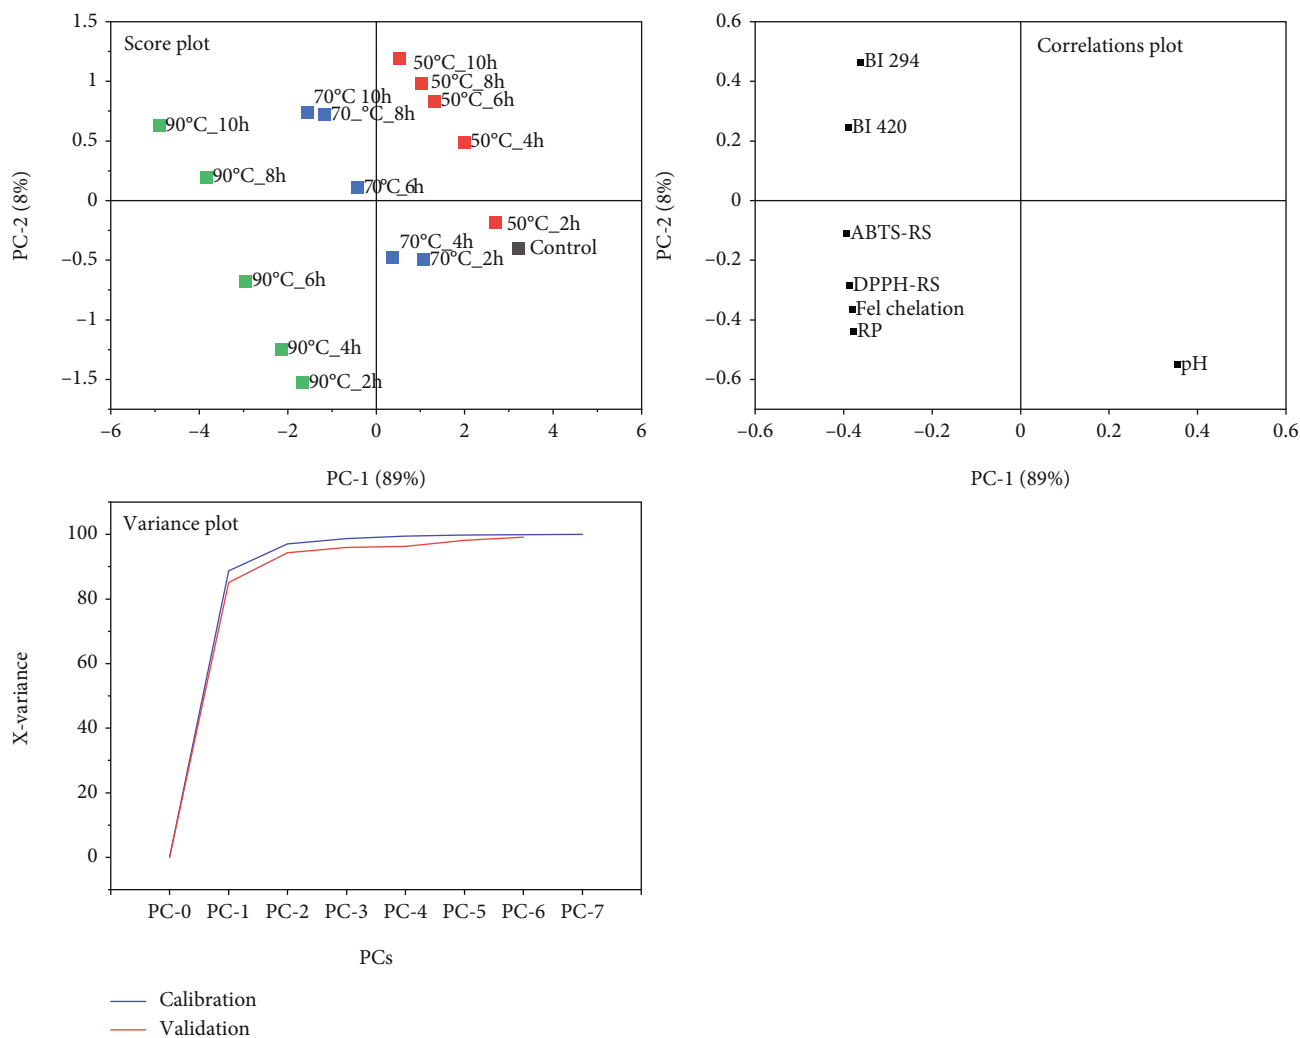 Score plot
PC-2 (8%)
1.5
1
0.5
0
−0.5
−1
−1.5
50°C_10h
50°C_8h
50°C_6h
50°C_4h
50°C_2h
70°C 10h
70_°C_8h
70°C_6h
70°C_4h
70°C_2h
90°C_10h
90°C_8h
90°C_6h
90°C_4h
90°C_2h
Control
−6 −4 −2 0 2 4 6
PC-1 (89%)
Correlations plot
PC-2 (8%)
0.6
0.4
0.2
0
−0.2
−0.4
−0.6
BI 294
BI 420
ABTS-RS
DPPH-RS
Fel chelation
RP
pH
−0.6 −0.4 −0.2 0 0.2 0.4 0.6
PC-1 (89%)
Variance plot
X-variance
100
80
60
40
20
0
PC-0 PC-1 PC-2 PC-3 PC-4 PC-5 PC-6 PC-7
PCs
Calibration
Validation